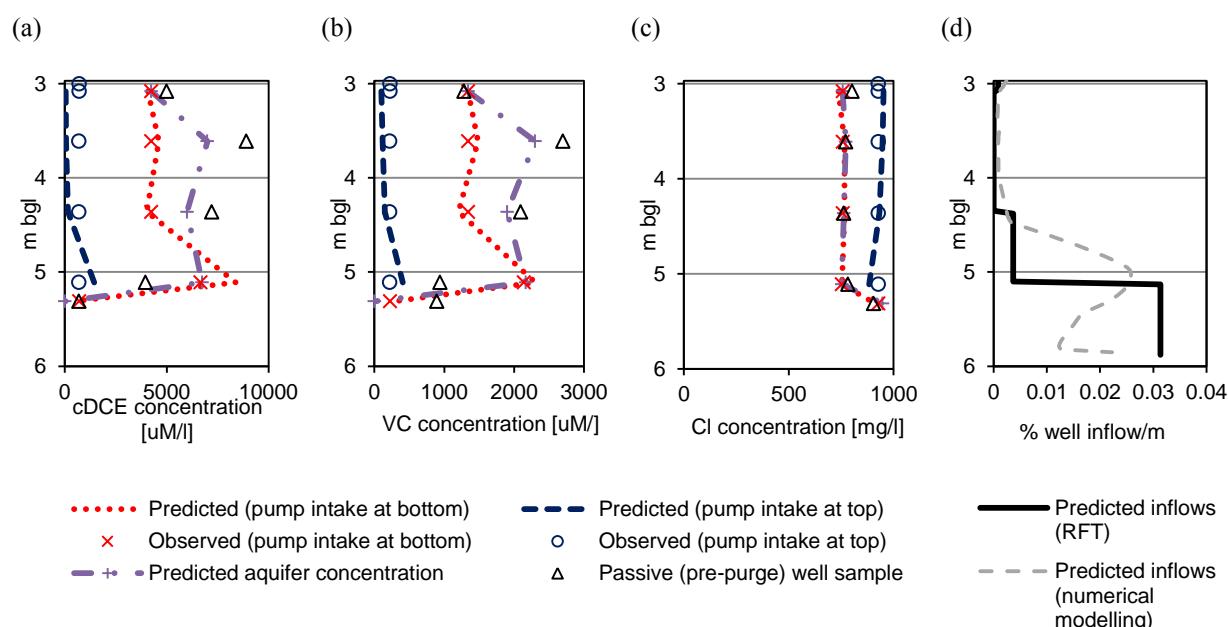 (a)
(b)
(c)
(d)
3
4
5
6
m bgl
0
5000
10000
cDCE concentration
[uM/l]
3
4
5
6
m bgl
0
1000
2000
3000
VC concentration [uM/]
3
4
5
6
m bgl
0
500
1000
Cl concentration [mg/l]
3
4
5
6
m bgl
0
0.01
0.02
0.03
0.04
% well inflow/m
Predicted (pump intake at bottom)
Observed (pump intake at bottom)
Predicted aquifer concentration
Predicted (pump intake at top)
Observed (pump intake at top)
Passive (pre-purge) well sample
Predicted inflows
(RFT)
Predicted inflows
(numerical
modelling)